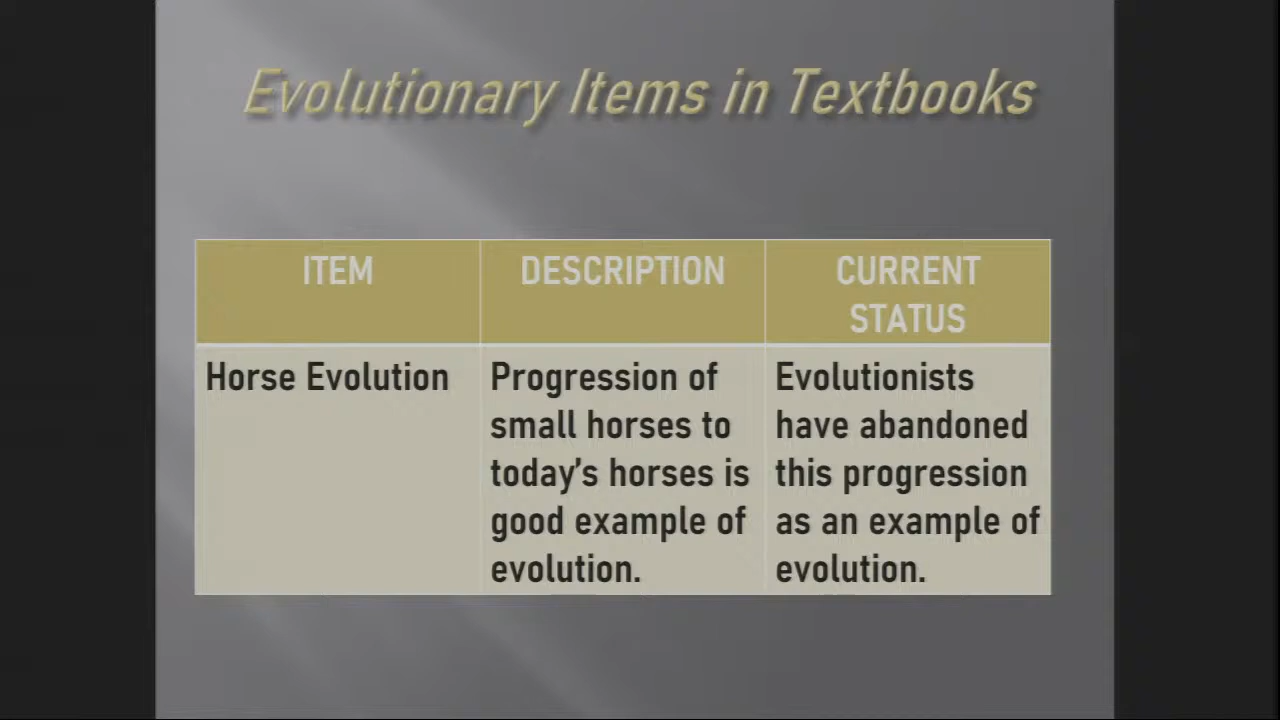 Evolutionary Items in Textbooks
ITEM
DESCRIPTION
CURRENT
STATUS
Horse Evolution
Progression of
small horses to
today's horses is
good example of
evolution.
Evolutionists
have abandoned
this progression
as an example of
evolution.